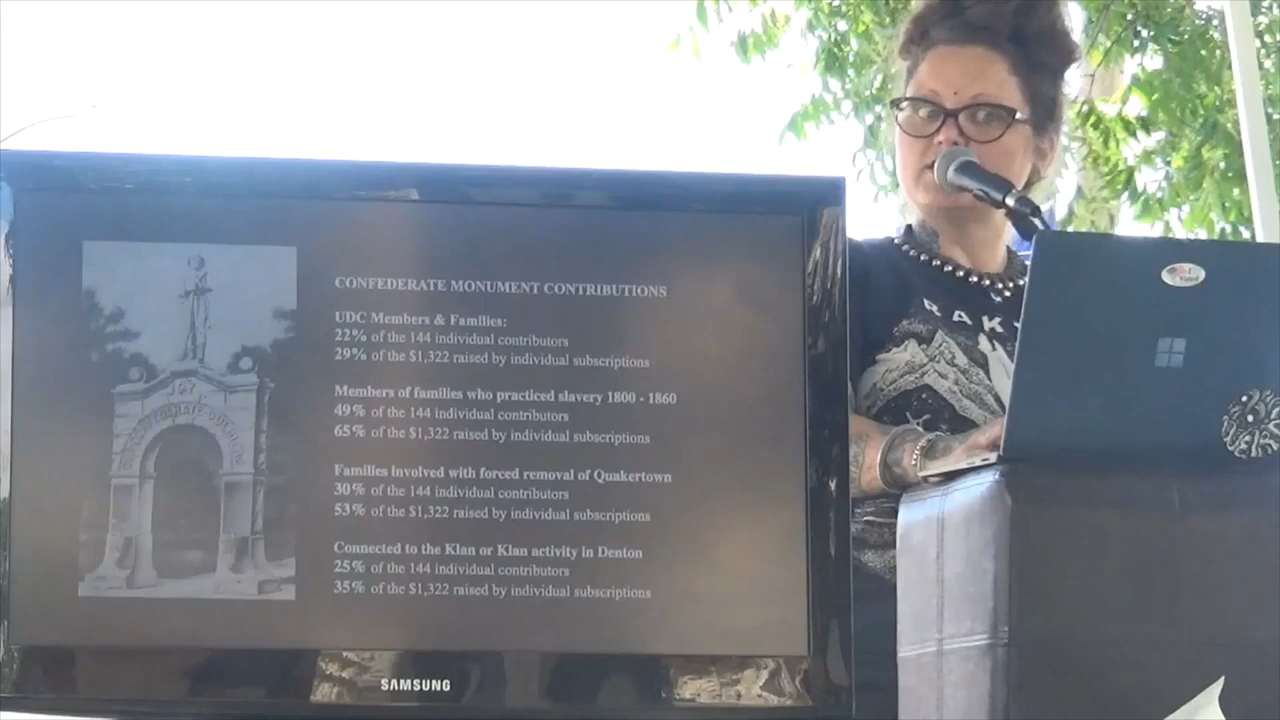 CONFEDERATE MONUMENT CONTRIBUTIONS
UDC Members & Families:
22% of the 144 individual contributors
29% of the $1,322 raised by individual subscriptions
Members of families who practiced slavery 1800 - 1860
49% of the 144 individual contributors
65% of the $1,322 raised by individual subscriptions
Families involved with forced removal of Quakertown
30% of the 144 individual contributors
53% of the $1,322 raised by individual subscriptions
Connected to the Klan or Klan activity in Denton
25% of the 144 individual contributors
35% of the $1,322 raised by individual subscriptions
SAMSUNG
I Voted